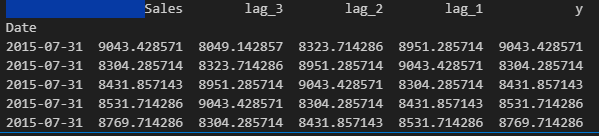 Sales lag_3 lag_2 lag_1 y
Date
2015-07-31 9043.428571 8049.142857 8323.714286 8951.285714 9043.428571
2015-07-31 8304.285714 8323.714286 8951.285714 9043.428571 8304.285714
2015-07-31 8431.857143 8951.285714 9043.428571 8304.285714 8431.857143
2015-07-31 8531.714286 9043.428571 8304.285714 8431.857143 8531.714286
2015-07-31 8769.714286 8304.285714 8431.857143 8531.714286 8769.714286